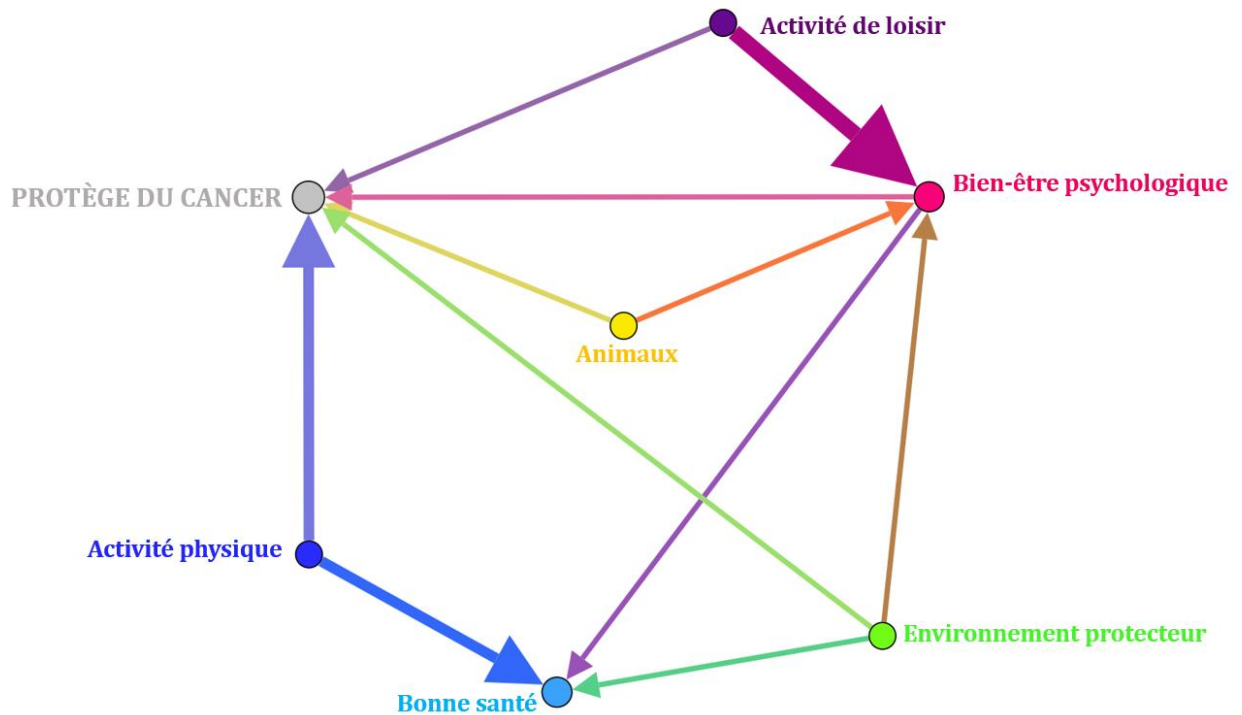 Activité de loisir
Bien-être psychologique
PROTÈGE DU CANCER
Animaux
Activité physique
Environnement protecteur
Bonne santé